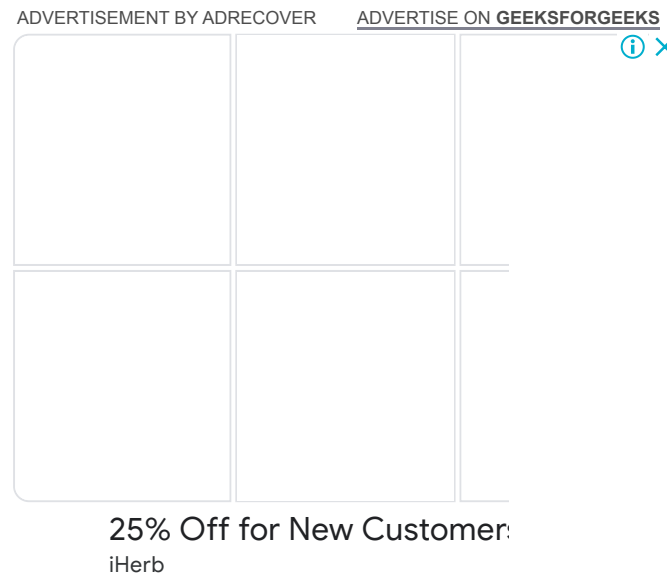 ADVERTISEMENT BY ADRECOVER ADVERTISE ON GEEKSFORGEEKS
25% Off for New Customers
iHerb